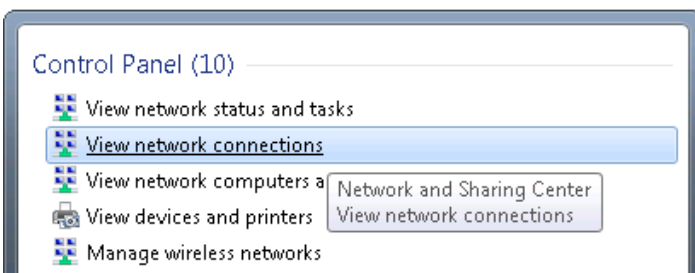 Control Panel (10)
View network status and tasks
View network connections
View network computers a
Network and Sharing Center
View network connections
View devices and printers
Manage wireless networks